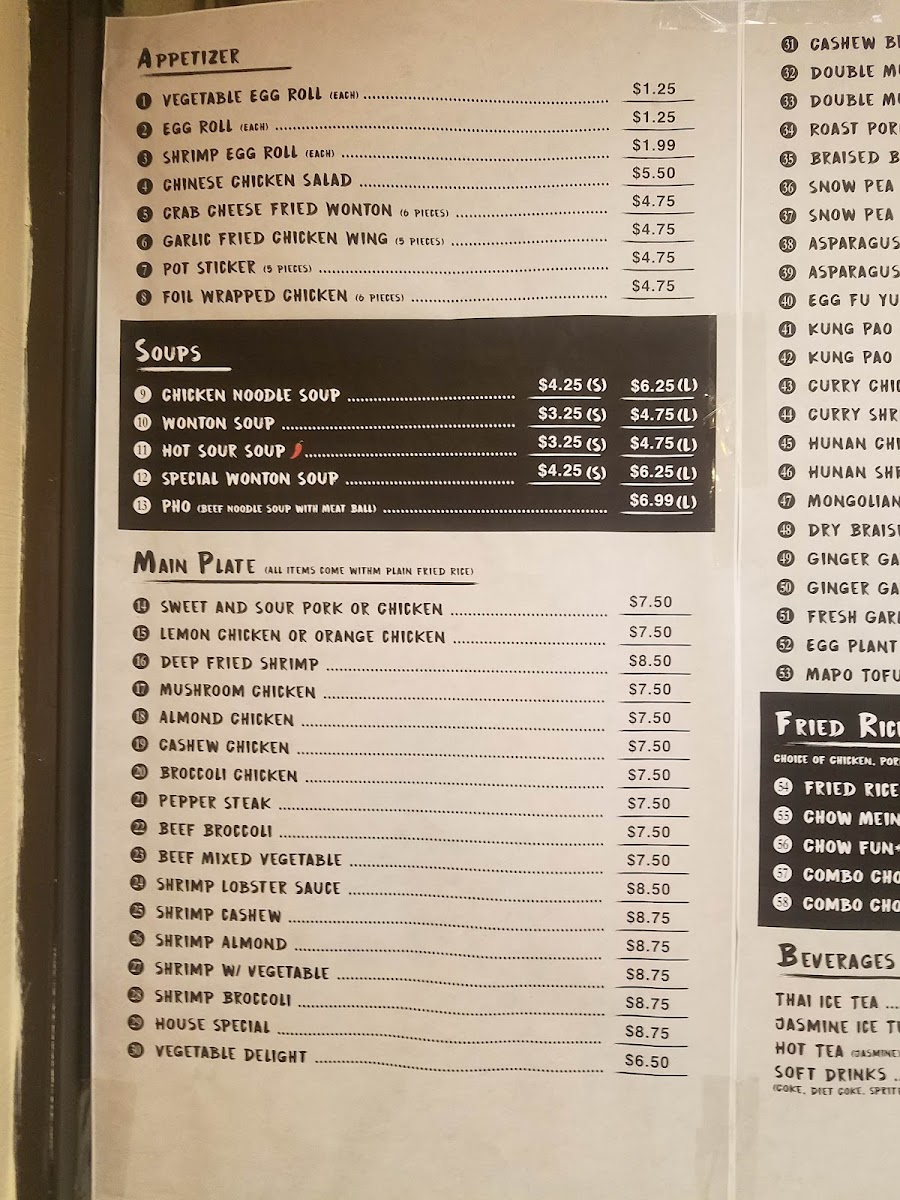 APPETIZER
1 VEGETABLE EGG ROLL (EACH) $1.25
2 EGG ROLL (EACH) $1.25
3 SHRIMP EGG ROLL (EACH) $1.99
4 CHINESE CHICKEN SALAD $5.50
5 CRAB CHEESE FRIED WONTON (6 PIECES) $4.75
6 GARLIC FRIED CHICKEN WING (5 PIECES) $4.75
7 POT STICKER (5 PIECES) $4.75
8 FOIL WRAPPED CHICKEN (6 PIECES) $4.75
SOUPS
9 CHICKEN NOODLE SOUP $4.25 (S) $6.25 (L)
10 WONTON SOUP $3.25 (S) $4.75 (L)
11 HOT SOUR SOUP $3.25 (S) $4.75 (L)
12 SPECIAL WONTON SOUP $4.25 (S) $6.25 (L)
13 PHO (BEEF NOODLE SOUP WITH MEAT BALL) $6.99 (L)
MAIN PLATE (ALL ITEMS COME WITHM PLAIN FRIED RICE)
14 SWEET AND SOUR PORK OR CHICKEN $7.50
15 LEMON CHICKEN OR ORANGE CHICKEN $7.50
16 DEEP FRIED SHRIMP $8.50
17 MUSHROOM CHICKEN $7.50
18 ALMOND CHICKEN $7.50
19 CASHEW CHICKEN $7.50
20 BROCCOLI CHICKEN $7.50
21 PEPPER STEAK $7.50
22 BEEF BROCCOLI $7.50
23 BEEF MIXED VEGETABLE $7.50
24 SHRIMP LOBSTER SAUCE $8.50
25 SHRIMP CASHEW $8.75
26 SHRIMP ALMOND $8.75
27 SHRIMP W/ VEGETABLE $8.75
28 SHRIMP BROCCOLI $8.75
29 HOUSE SPECIAL $8.75
30 VEGETABLE DELIGHT $6.50
31 CASHEW
32 DOUBLE
33 DOUBLE
34 ROAST
35 BRAISED
36 SNOW PEA
37 SNOW PEA
38 ASPARAGUS
39 ASPARAGUS
40 EGG FU
41 KUNG PAO
42 KUNG PAO
43 CURRY
44 CURRY
45 HUNAN
46 HUNAN
47 MONGOLIAN
48 DRY
49 GINGER
50 GINGER
51 FRESH
52 EGG PLANT
53 MAPO
FRIED
CHOICE OF CHICKEN,
54 FRIED RICE
55 CHOW MEIN
56 CHOW FUN
57 COMBO
58 COMBO
BEVERAGES
THAI ICE TEA
JASMINE ICE
HOT TEA (JASMINE)
SOFT DRINKS
(COKE, DIET COKE,